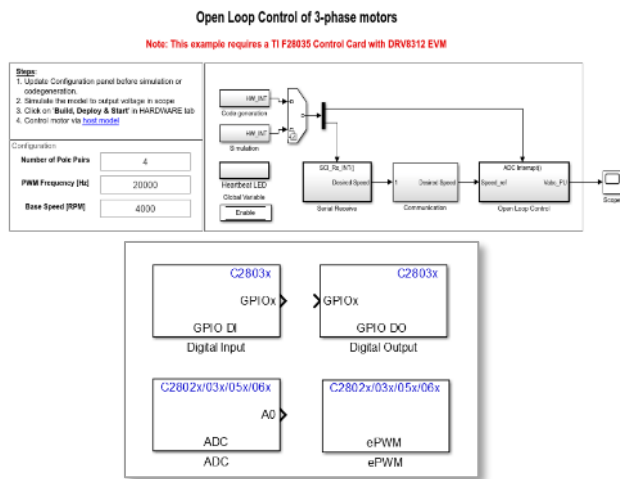 Open Loop Control of 3-phase motors
Note: This example requires a TI F28035 Control Card with DRV8312 EVM
Steps:
1. Update Configuration panel before simulation or
codegeneration.
2. Simulate the model to output voltage in scope
3. Click on 'Build, Deploy & Start' in HARDWARE tab
4. Control motor via host model
Configuration
Number of Pole Pairs 4
PWM Frequency [Hz] 20000
Base Speed [RPM] 4000
HW_INT
Code generation
HW_INT
Simulation
Heartbeat LED
Global Variable
Enable
SCI_Rx_INT()
Desired Speed
Serial Receive
1 Desired Speed
Communication
ADC Interrupt()
Speed_ref Valw_PU
Open Loop Control
Scope
C2803x
GPIOx
GPIO DI
Digital Input
C2803x
GPIOx
GPIO DO
Digital Output
C2802x/03x/05x/06x
A0
ADC
ADC
C2802x/03x/05x/06x
ePWM
ePWM